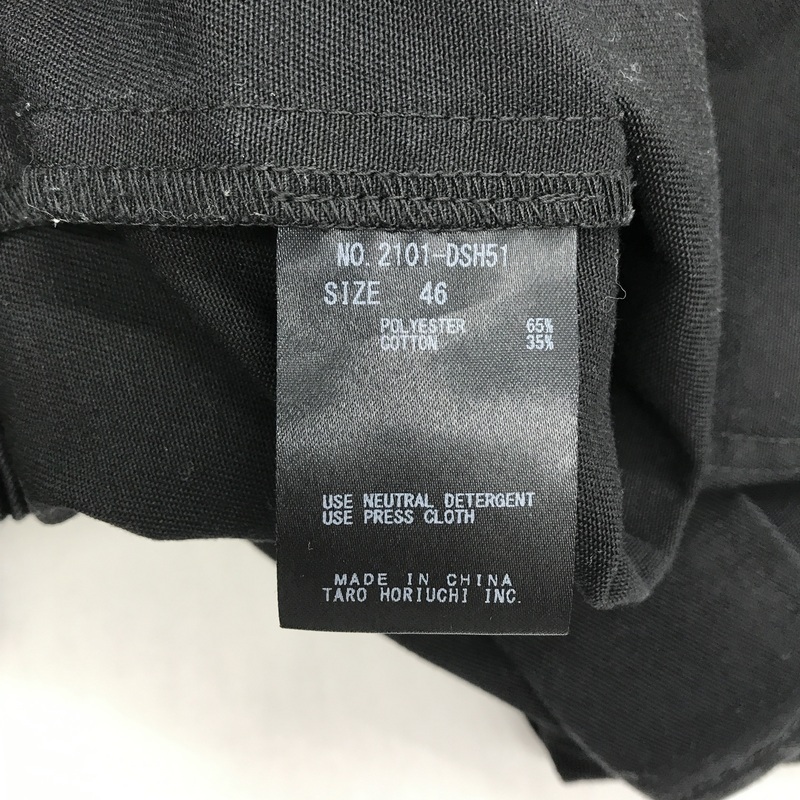 NO. 2101-DSH51
SIZE 46
POLYESTER 65%
COTTON 35%
USE NEUTRAL DETERGENT
USE PRESS CLOTH
MADE IN CHINA
TARO HORIUCHI INC.